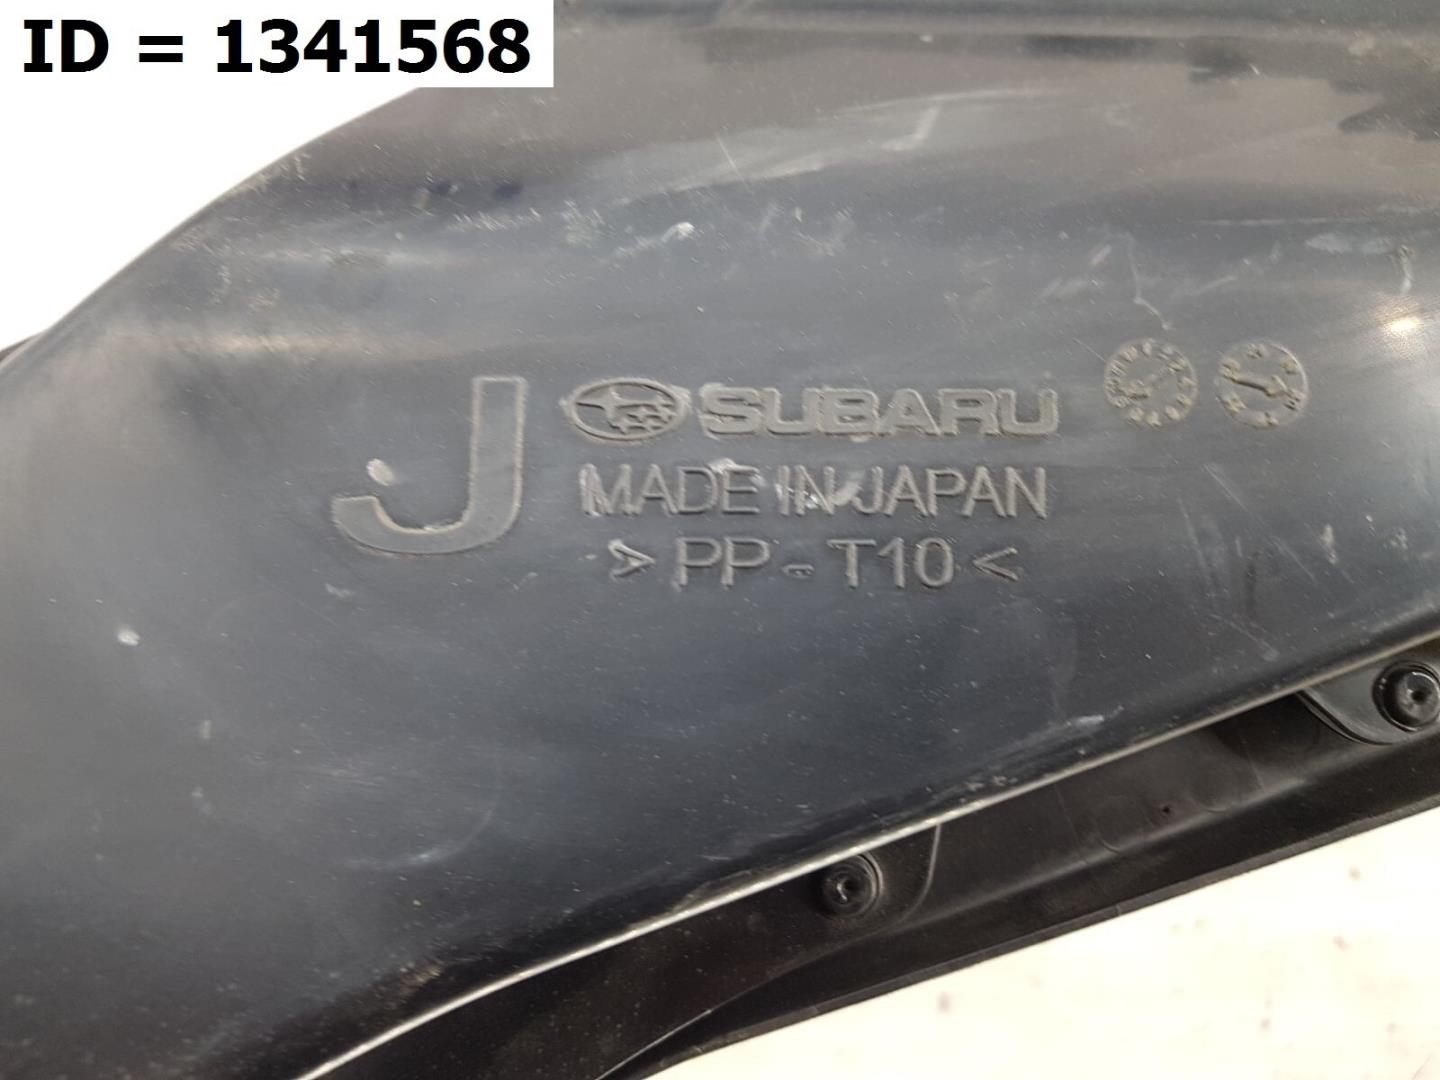 ID = 1341568
J SUBARU
MADE IN JAPAN
>PP-T10<